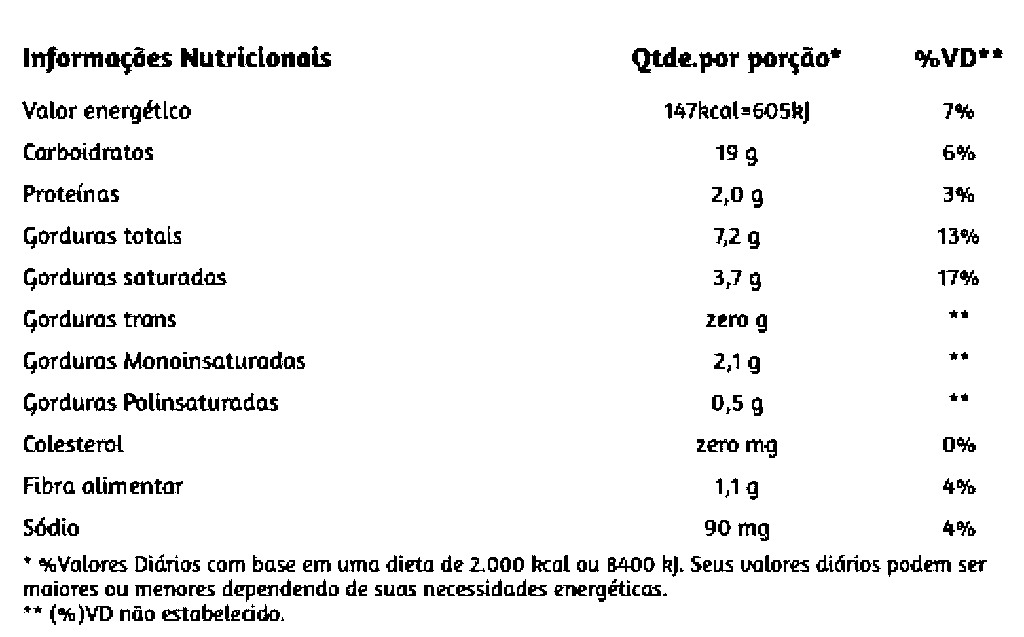 Informações Nutricionais Qtde.por porção* %VD**
Valor energético 147kcal=605kJ 7%
Carboidratos 19 g 6%
Proteínas 2,0 g 3%
Gorduras totais 7,2 g 13%
Gorduras saturadas 3,7 g 17%
Gorduras trans zero g **
Gorduras Monoinsaturadas 2,1 g **
Gorduras Polinsaturadas 0,5 g **
Colesterol zero mg 0%
Fibra alimentar 1,1 g 4%
Sódio 90 mg 4%
* %Valores Diários com base em uma dieta de 2.000 kcal ou 8400 kJ. Seus valores diários podem ser
maiores ou menores dependendo de suas necessidades energéticas.
** (%)VD não estabelecido.